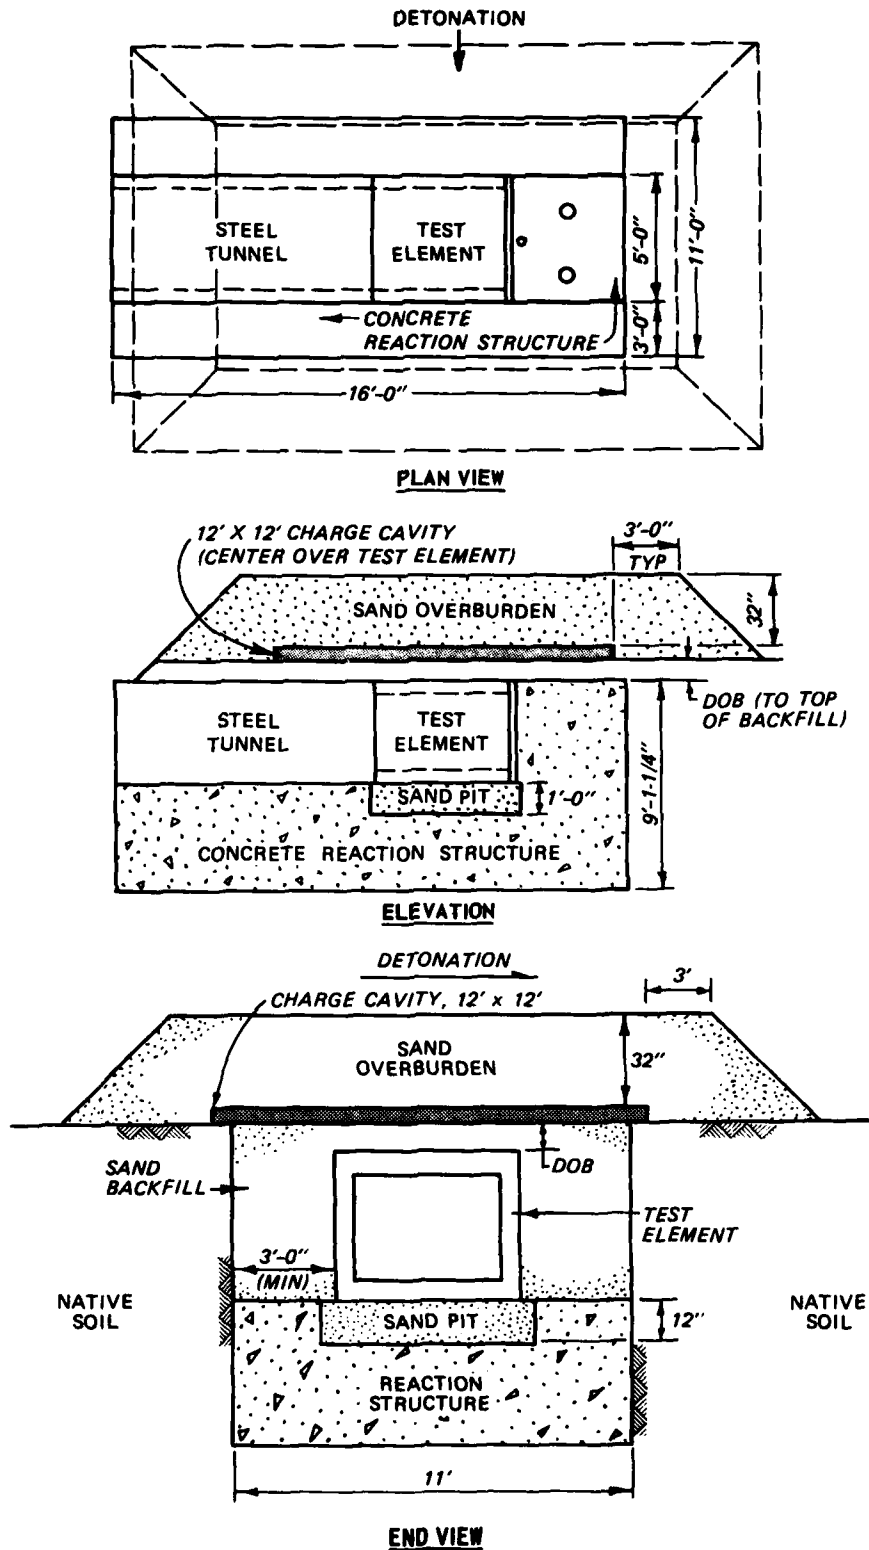 DETONATION
STEEL
TUNNEL
TEST
ELEMENT
5'-0"
11'-0"
3'-0"
CONCRETE
REACTION STRUCTURE
16'-0"
PLAN VIEW
12' X 12' CHARGE CAVITY
(CENTER OVER TEST ELEMENT)
3'-0"
TYP
SAND OVERBURDEN
32"
DOB (TO TOP
OF BACKFILL)
STEEL
TUNNEL
TEST
ELEMENT
SAND PIT
1'-0"
9'-1-1/4"
CONCRETE REACTION STRUCTURE
ELEVATION
DETONATION
3'
CHARGE CAVITY, 12' x 12'
SAND
OVERBURDEN
32"
DOB
SAND
BACKFILL
TEST
ELEMENT
3'-0"
(MIN)
NATIVE
SOIL
NATIVE
SOIL
SAND PIT
12"
REACTION
STRUCTURE
11'
END VIEW